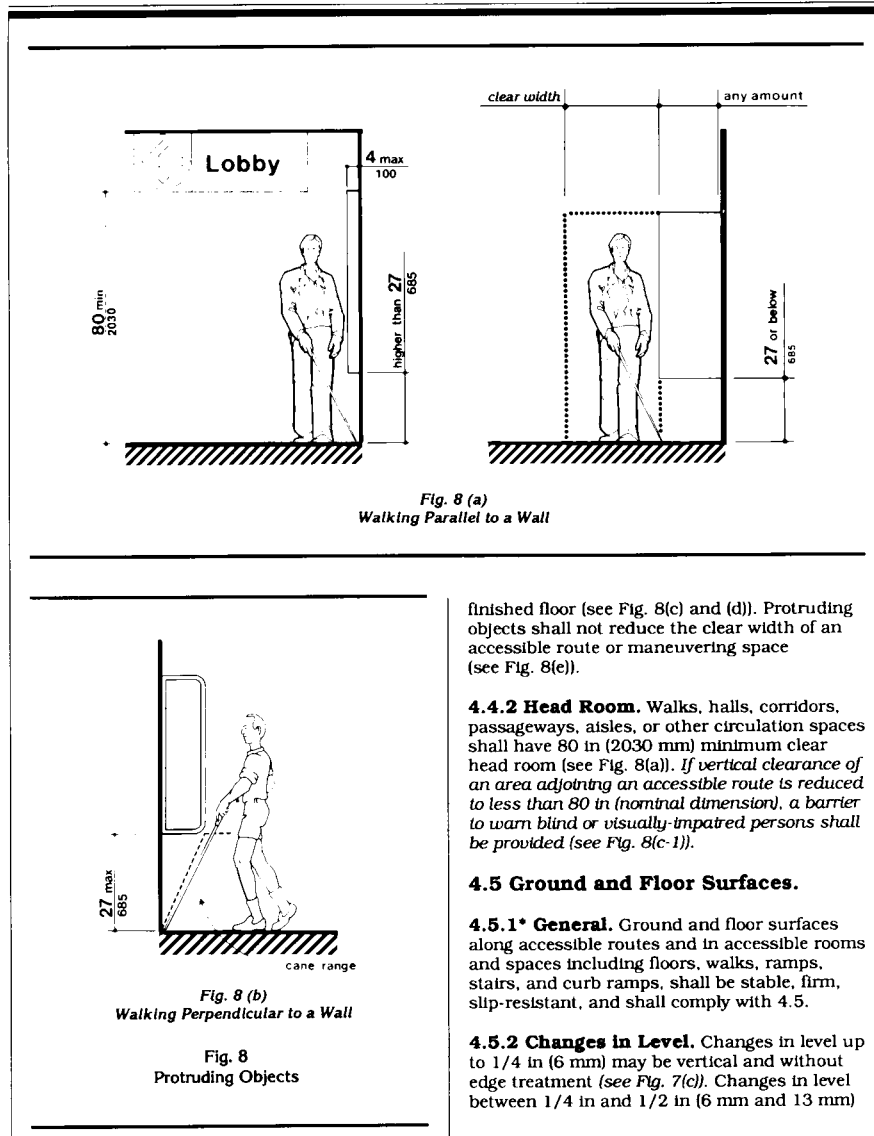 clear width
any amount
Lobby
4 max
100
80 min
2030
higher than 27
685
27 or below
685
Fig. 8 (a)
Walking Parallel to a Wall
27 max
685
cane range
Fig. 8 (b)
Walking Perpendicular to a Wall
Fig. 8
Protruding Objects
finished floor (see Fig. 8(c) and (d)). Protruding
objects shall not reduce the clear width of an
accessible route or maneuvering space
(see Fig. 8(e)).
4.4.2 Head Room. Walks, halls, corridors,
passageways, aisles, or other circulation spaces
shall have 80 in (2030 mm) minimum clear
head room (see Fig. 8(a)). If vertical clearance of
an area adjoining an accessible route is reduced
to less than 80 in (nominal dimension), a barrier
to warn blind or visually-impaired persons shall
be provided (see Fig. 8(c-1)).
4.5 Ground and Floor Surfaces.
4.5.1* General. Ground and floor surfaces
along accessible routes and in accessible rooms
and spaces including floors, walks, ramps,
stairs, and curb ramps, shall be stable, firm,
slip-resistant, and shall comply with 4.5.
4.5.2 Changes in Level. Changes in level up
to 1/4 in (6 mm) may be vertical and without
edge treatment (see Fig. 7(c)). Changes in level
between 1/4 in and 1/2 in (6 mm and 13 mm)